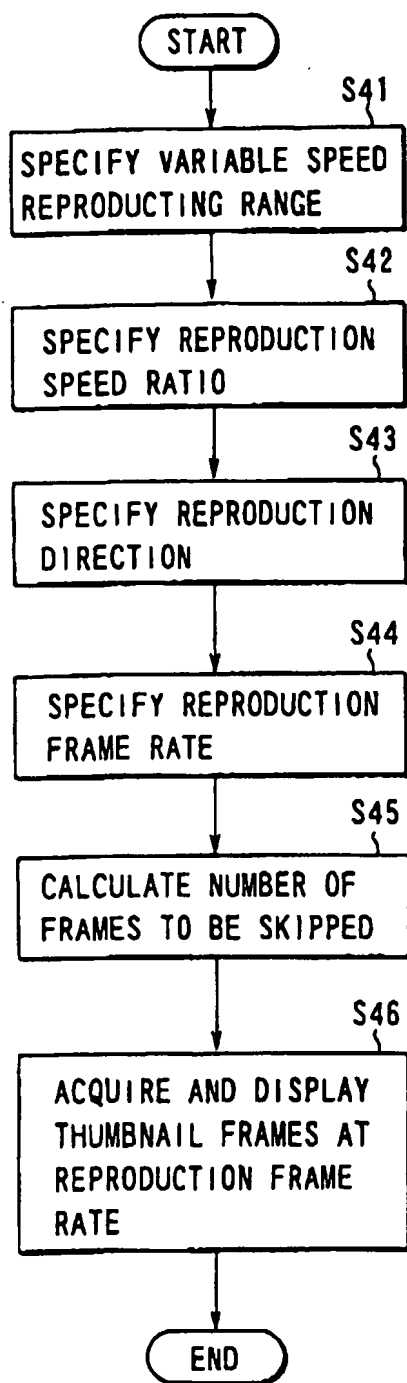 START
S41
SPECIFY VARIABLE SPEED
REPRODUCTING RANGE
S42
SPECIFY REPRODUCTION
SPEED RATIO
S43
SPECIFY REPRODUCTION
DIRECTION
S44
SPECIFY REPRODUCTION
FRAME RATE
S45
CALCULATE NUMBER OF
FRAMES TO BE SKIPPED
S46
ACQUIRE AND DISPLAY
THUMBNAIL FRAMES AT
REPRODUCTION FRAME
RATE
END